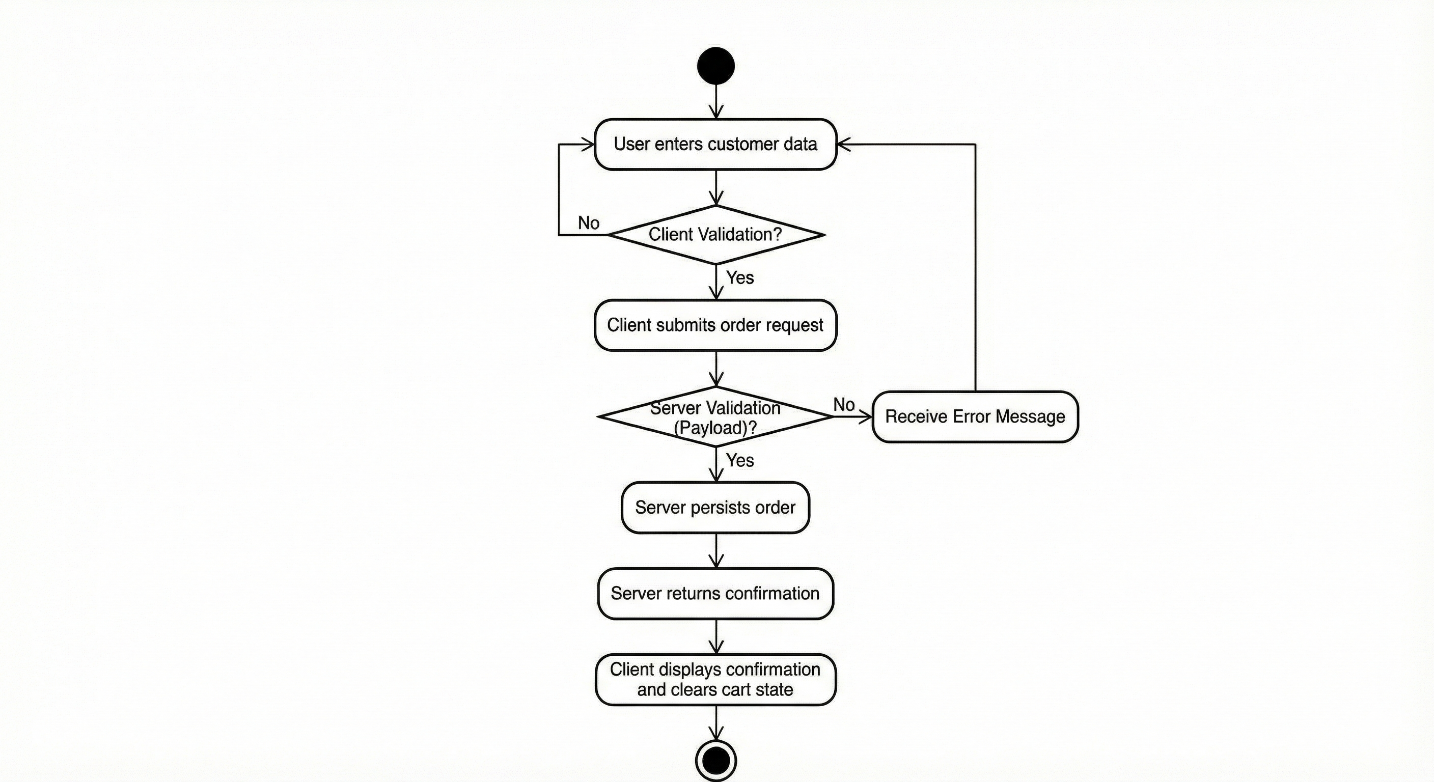 User enters customer data
No
Client Validation?
Yes
Client submits order request
Server Validation
(Payload)?
No
Receive Error Message
Yes
Server persists order
Server returns confirmation
Client displays confirmation
and clears cart state